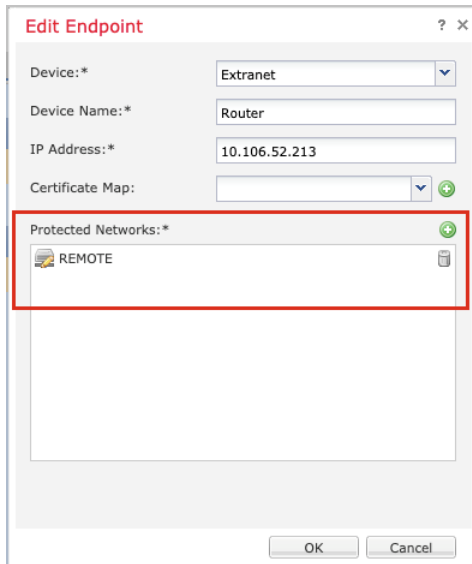 Edit Endpoint ? ×
Device:* Extranet
Device Name:* Router
IP Address:* 10.106.52.213
Certificate Map:
Protected Networks:*
REMOTE
OK Cancel